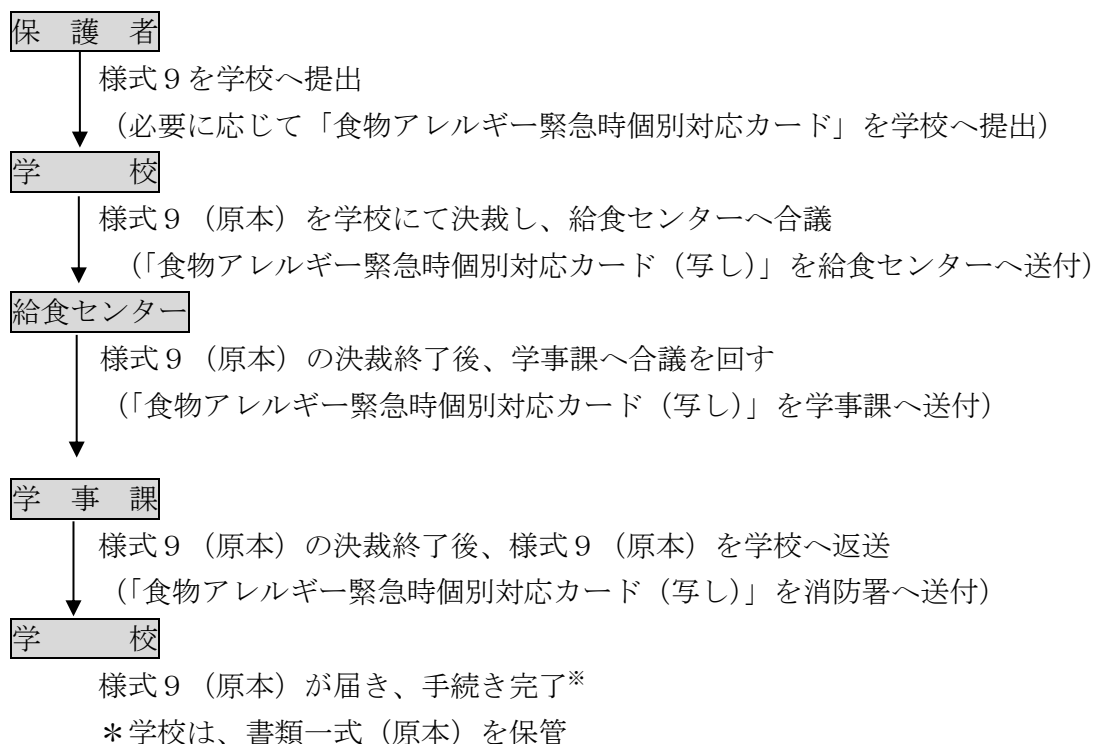 保　護　者
様式９を学校へ提出
（必要に応じて「食物アレルギー緊急時個別対応カード」を学校へ提出）
学　　　校
様式９（原本）を学校にて決裁し、給食センターへ合議
（「食物アレルギー緊急時個別対応カード（写し）」を給食センターへ送付）
給食センター
様式９（原本）の決裁終了後、学事課へ合議を回す
（「食物アレルギー緊急時個別対応カード（写し）」を学事課へ送付）
学　事　課
様式９（原本）の決裁終了後、様式９（原本）を学校へ返送
（「食物アレルギー緊急時個別対応カード（写し）」を消防署へ送付）
学　　　校
様式９（原本）が届き、手続き完了※
＊学校は、書類一式（原本）を保管